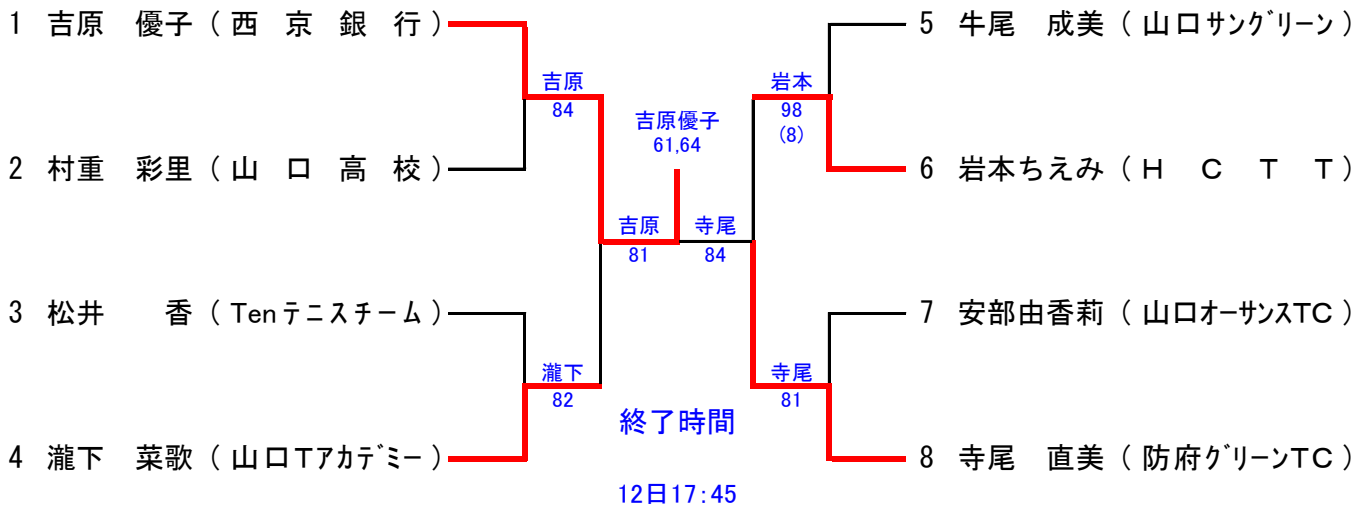 1 吉原 優子 ( 西 京 銀 行 )
2 村重 彩里 ( 山 口 高 校 )
3 松井 香 ( Tenテニスチーム )
4 瀧下 菜歌 ( 山口Tアカデミー )
吉原
84
瀧下
82
吉原
81
吉原優子
61,64
寺尾
84
岩本
98
(8)
寺尾
81
終了時間
12日17:45
5 牛尾 成美 ( 山口サングリーン )
6 岩本ちえみ ( H C T T )
7 安部由香莉 ( 山口オーサンスTC )
8 寺尾 直美 ( 防府グリーンTC )